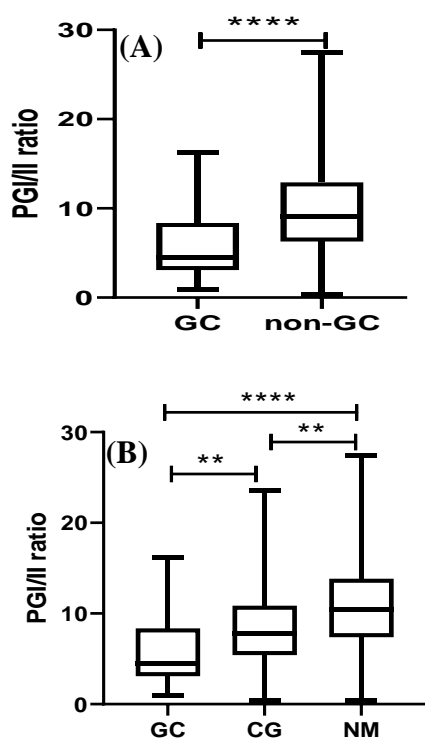 (A)
****
PGI/II ratio
30
20
10
0
GC non-GC
(B)
****
** **
PGI/II ratio
30
20
10
0
GC CG NM